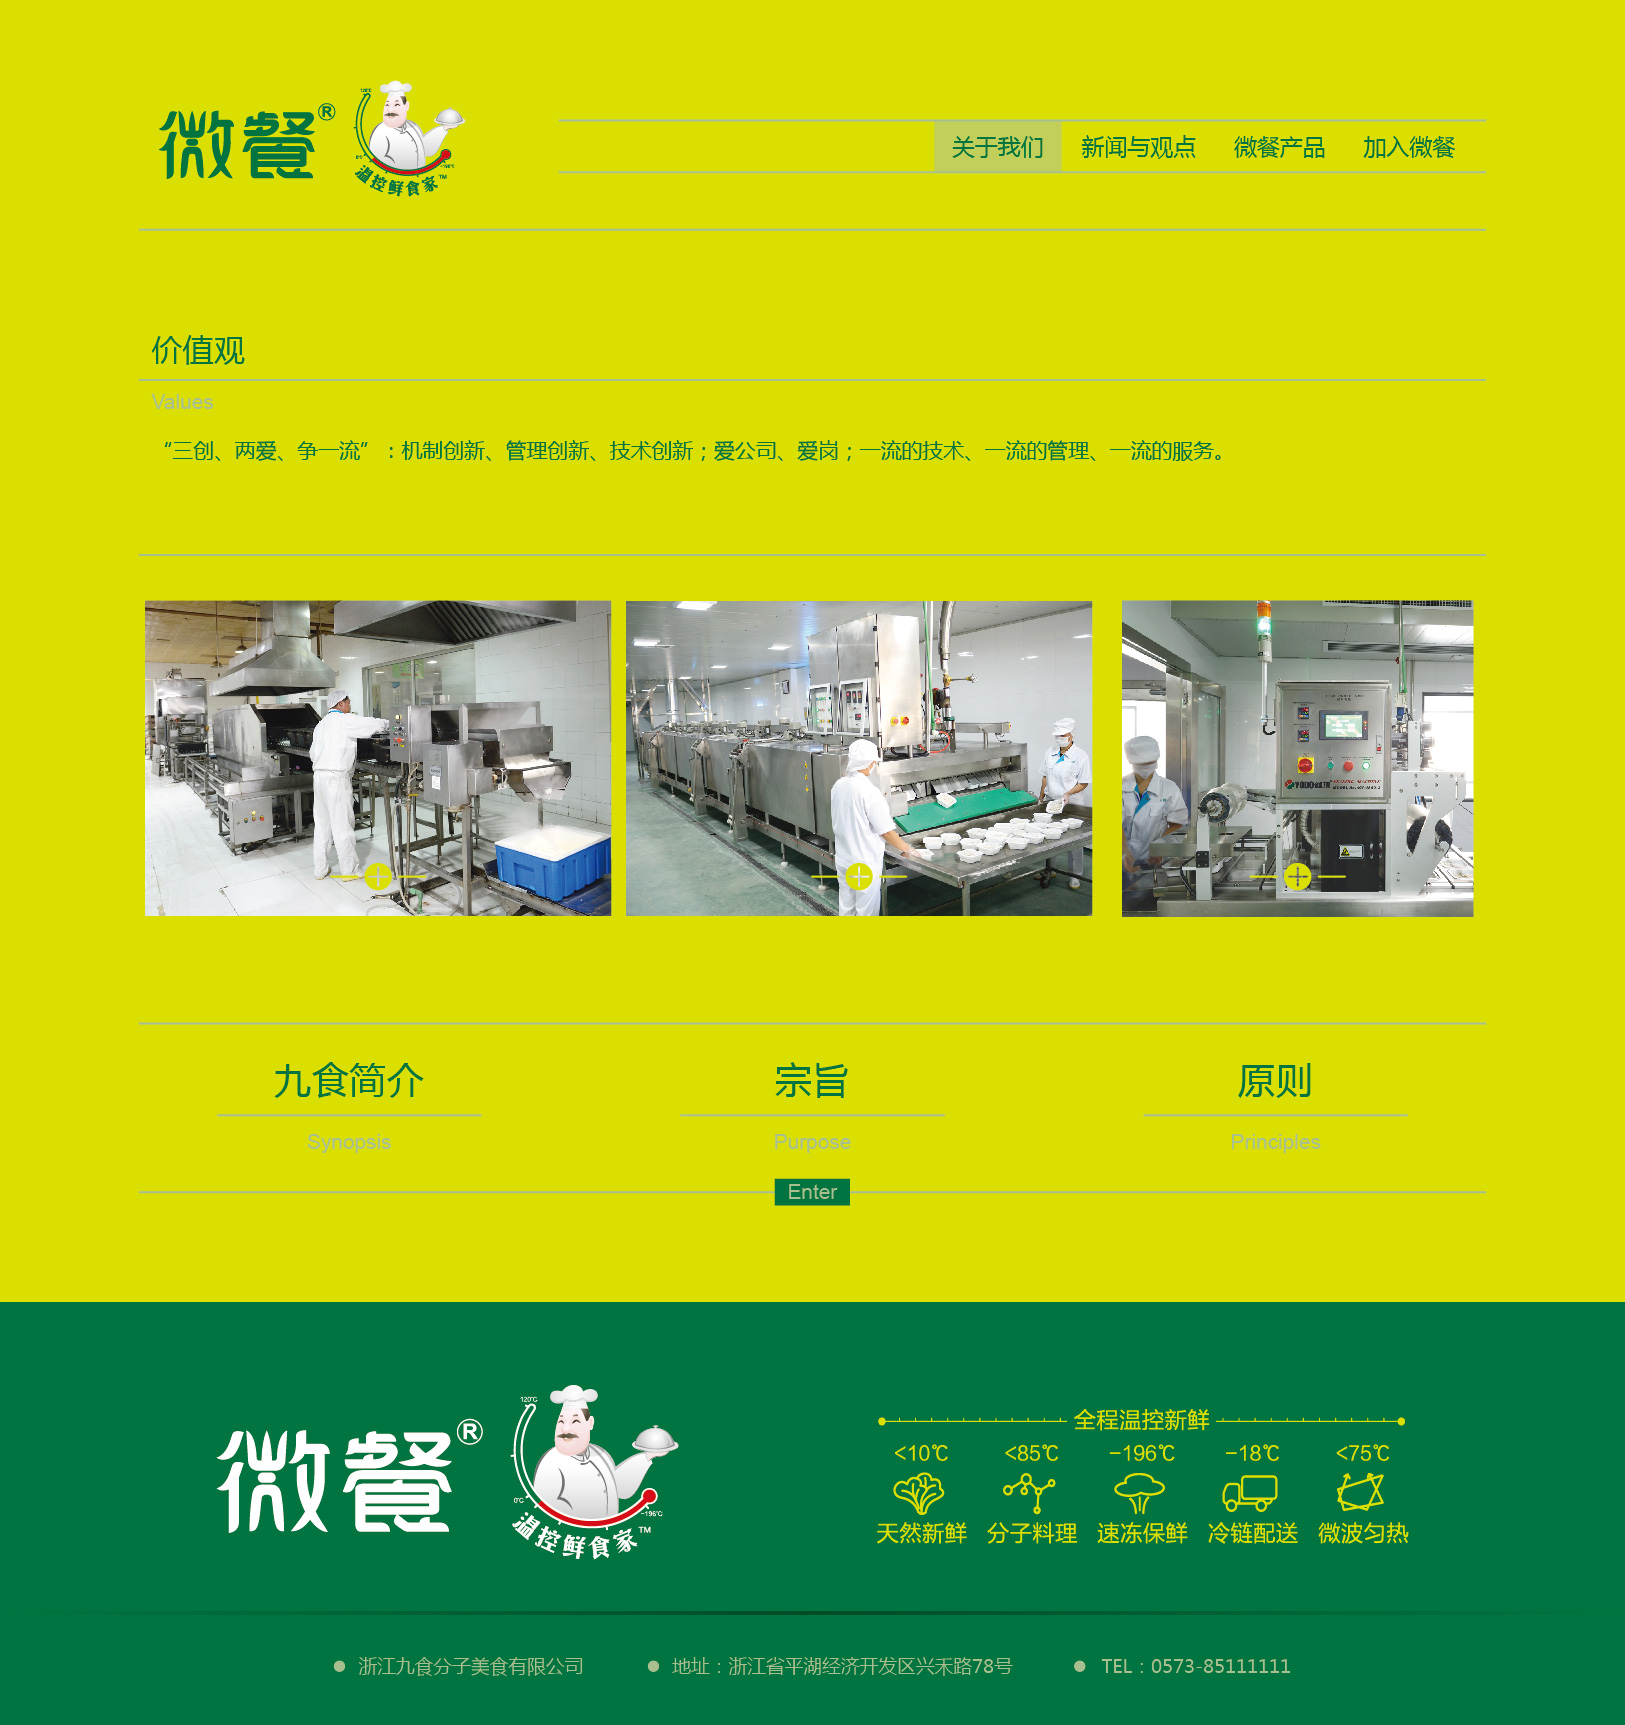 微餐®
120℃
0℃
-196℃
温控鲜食家™
关于我们 新闻与观点 微餐产品 加入微餐
价值观
Values
“三创、两爱、争一流”：机制创新、管理创新、技术创新；爱公司、爱岗；一流的技术、一流的管理、一流的服务。
九食简介 宗旨 原则
Synopsis Purpose Principles
Enter
微餐®
120℃
0℃
-196℃
温控鲜食家™
全程温控新鲜
<10℃ <85℃ -196℃ -18℃ <75℃
天然新鲜 分子料理 速冻保鲜 冷链配送 微波匀热
● 浙江九食分子美食有限公司 ● 地址：浙江省平湖经济开发区兴禾路78号 ● TEL：0573-85111111